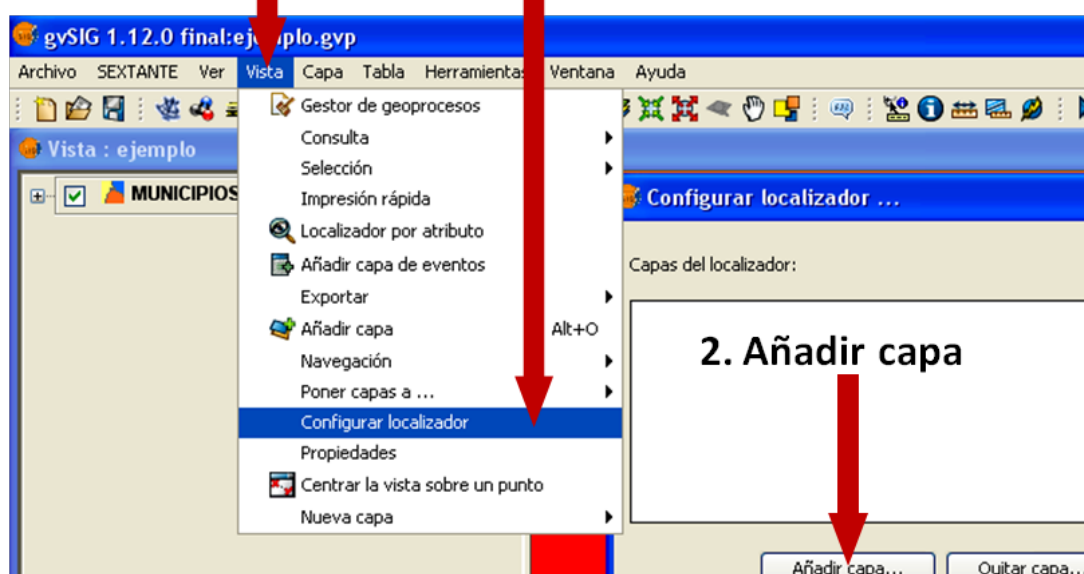 gvSIG 1.12.0 final:ejemplo.gvp
Archivo SEXTANTE Ver Vista Capa Tabla Herramientas Ventana Ayuda
Vista : ejemplo
MUNICIPIOS
Gestor de geoprocesos
Consulta
Selección
Impresión rápida
Localizador por atributo
Añadir capa de eventos
Exportar
Añadir capa Alt+O
Navegación
Poner capas a ...
Configurar localizador
Propiedades
Centrar la vista sobre un punto
Nueva capa
Configurar localizador ...
Capas del localizador:
2. Añadir capa
Añadir capa...
Quitar capa...